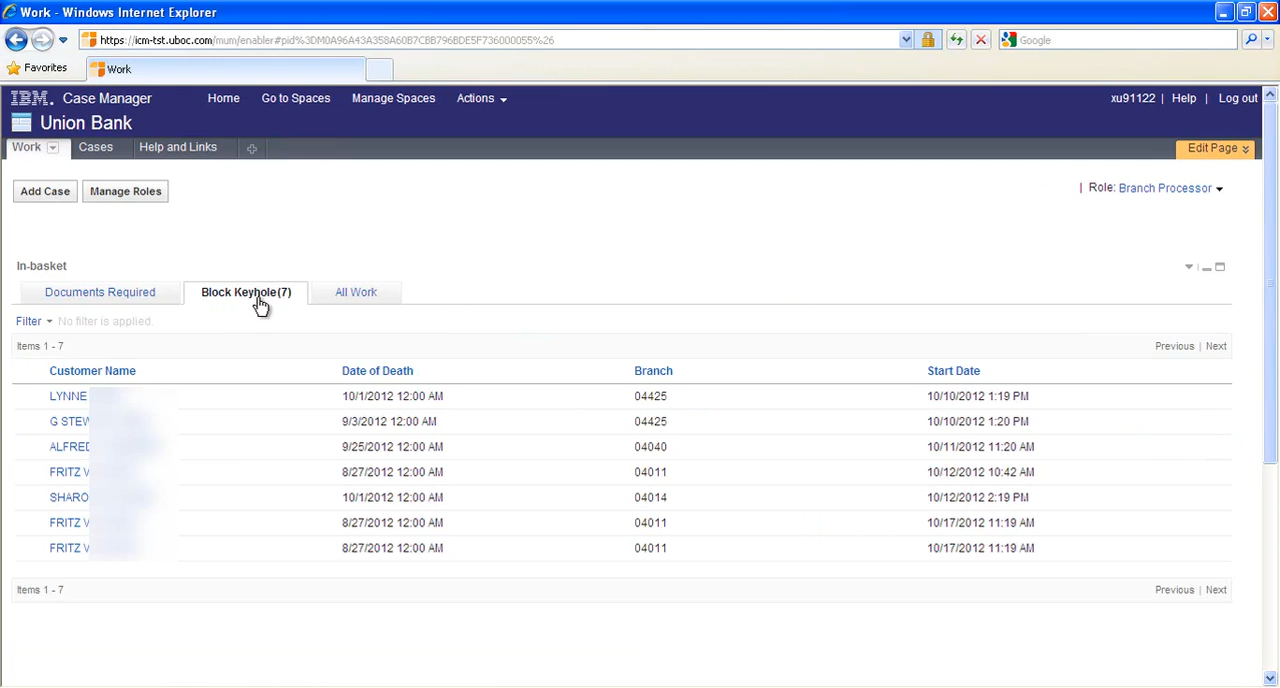 Work - Windows Internet Explorer
https://icm-tst.uboc.com/mum/enabler#pid%3DM0A96A43A358A60B7CBB796BDE5F736000055%26
Google
Favorites
Work
IBM. Case Manager Home Go to Spaces Manage Spaces Actions xu91122 | Help | Log out
Union Bank
Work Cases Help and Links Edit Page
Add Case Manage Roles | Role: Branch Processor
In-basket
Documents Required Block Keyhole(7) All Work
Filter No filter is applied.
Items 1 - 7 Previous | Next
Customer Name Date of Death Branch Start Date
LYNNE 10/1/2012 12:00 AM 04425 10/10/2012 1:19 PM
G STEW 9/3/2012 12:00 AM 04425 10/10/2012 1:20 PM
ALFRED 9/25/2012 12:00 AM 04040 10/11/2012 11:20 AM
FRITZ 8/27/2012 12:00 AM 04011 10/12/2012 10:42 AM
SHARO 10/1/2012 12:00 AM 04014 10/12/2012 2:19 PM
FRITZ 8/27/2012 12:00 AM 04011 10/17/2012 11:19 AM
FRITZ 8/27/2012 12:00 AM 04011 10/17/2012 11:19 AM
Items 1 - 7 Previous | Next